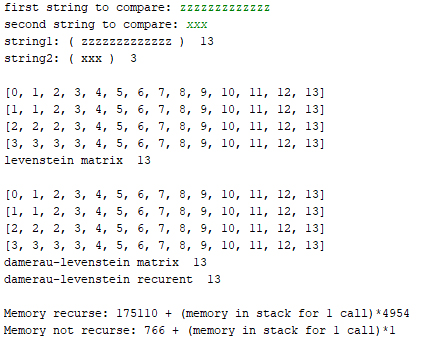 first string to compare: zzzzzzzzzzzzz
second string to compare: xxx
string1: ( zzzzzzzzzzzzz )  13
string2: ( xxx )  3
[0, 1, 2, 3, 4, 5, 6, 7, 8, 9, 10, 11, 12, 13]
[1, 1, 2, 3, 4, 5, 6, 7, 8, 9, 10, 11, 12, 13]
[2, 2, 2, 3, 4, 5, 6, 7, 8, 9, 10, 11, 12, 13]
[3, 3, 3, 3, 4, 5, 6, 7, 8, 9, 10, 11, 12, 13]
levenstein matrix  13
[0, 1, 2, 3, 4, 5, 6, 7, 8, 9, 10, 11, 12, 13]
[1, 1, 2, 3, 4, 5, 6, 7, 8, 9, 10, 11, 12, 13]
[2, 2, 2, 3, 4, 5, 6, 7, 8, 9, 10, 11, 12, 13]
[3, 3, 3, 3, 4, 5, 6, 7, 8, 9, 10, 11, 12, 13]
damerau-levenstein matrix  13
damerau-levenstein recurent  13
Memory recurse: 175110 + (memory in stack for 1 call)*4954
Memory not recurse: 766 + (memory in stack for 1 call)*1